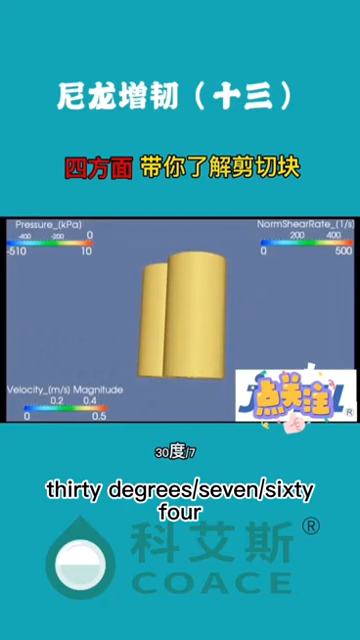 尼龙增韧（十三）
四方面 带你了解剪切块
Pressure_(kPa)
-400 -200 0
-510 10
NormShearRate_(1/s)
200 400
0 500
Velocity_(m/s) Magnitude
0.2 0.4
0 0.5
点关注
®
30度/7
thirty degrees/seven/sixty
four
科艾斯®
COACE